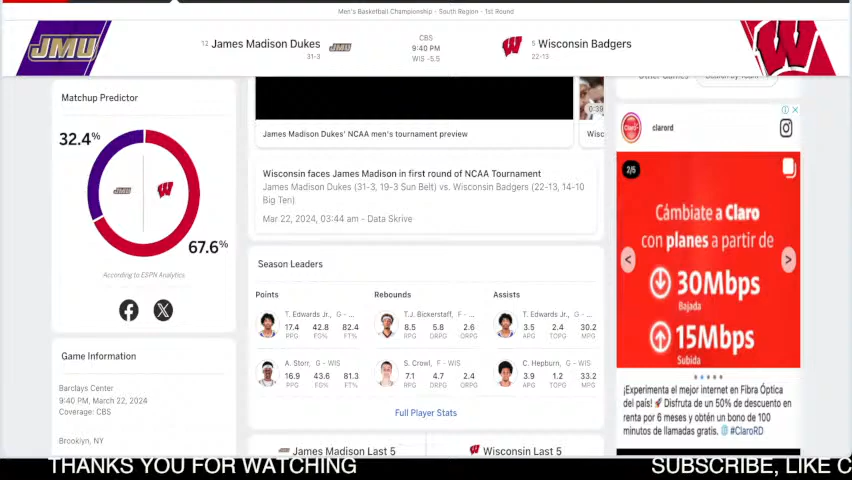 Men's Basketball Championship - South Region - 1st Round
JMU
12 James Madison Dukes
31-3
JMU
CBS
9:40 PM
WIS -5.5
5 Wisconsin Badgers
22-13
Matchup Predictor
32.4%
JMU
67.6%
According to ESPN Analytics
Game Information
Barclays Center
9:40 PM, March 22, 2024
Coverage: CBS
Brooklyn, NY
James Madison Dukes' NCAA men's tournament preview
0:39
Wisc
Wisconsin faces James Madison in first round of NCAA Tournament
James Madison Dukes (31-3, 19-3 Sun Belt) vs. Wisconsin Badgers (22-13, 14-10
Big Ten)
Mar 22, 2024, 03:44 am - Data Skrive
Season Leaders
Points
T. Edwards Jr., G - ...
17.4 42.8 82.4
PPG FG% FT%
A. Storr, G - WIS
16.9 43.6 81.3
PPG FG% FT%
Rebounds
T.J. Bickerstaff, F - ...
8.5 5.8 2.6
RPG DRPG ORPG
S. Crowl, F - WIS
7.1 4.7 2.4
RPG DRPG ORPG
Assists
T. Edwards Jr., G - ...
3.5 2.4 30.2
APG TOPG MPG
C. Hepburn, G - WIS
3.9 1.2 33.2
APG TOPG MPG
Full Player Stats
James Madison Last 5
Wisconsin Last 5
Other Games
clarord
2/5
Cámbiate a Claro
con planes a partir de
30Mbps
Bajada
15Mbps
Subida
¡Experimenta el mejor internet en Fibra Óptica
del país! 🚀 Disfruta de un 50% de descuento en
renta por 6 meses y obtén un bono de 100
minutos de llamadas gratis. 🌐 #ClaroRD
THANKS YOU FOR WATCHING
SUBSCRIBE, LIKE C